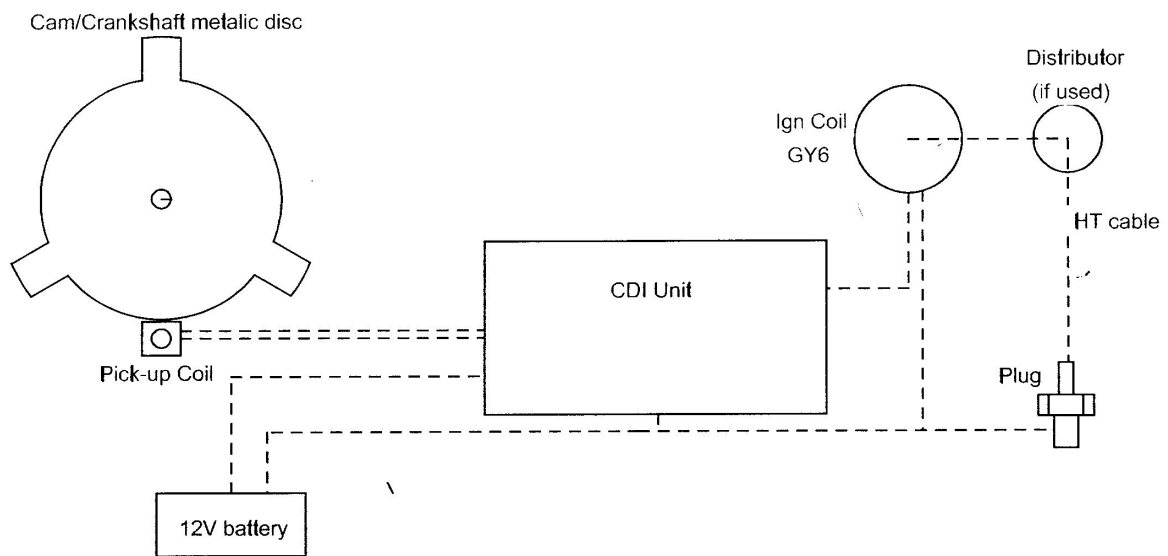 Cam/Crankshaft metalic disc
Distributor
(if used)
Ign Coil
GY6
HT cable
CDI Unit
Pick-up Coil
Plug
12V battery